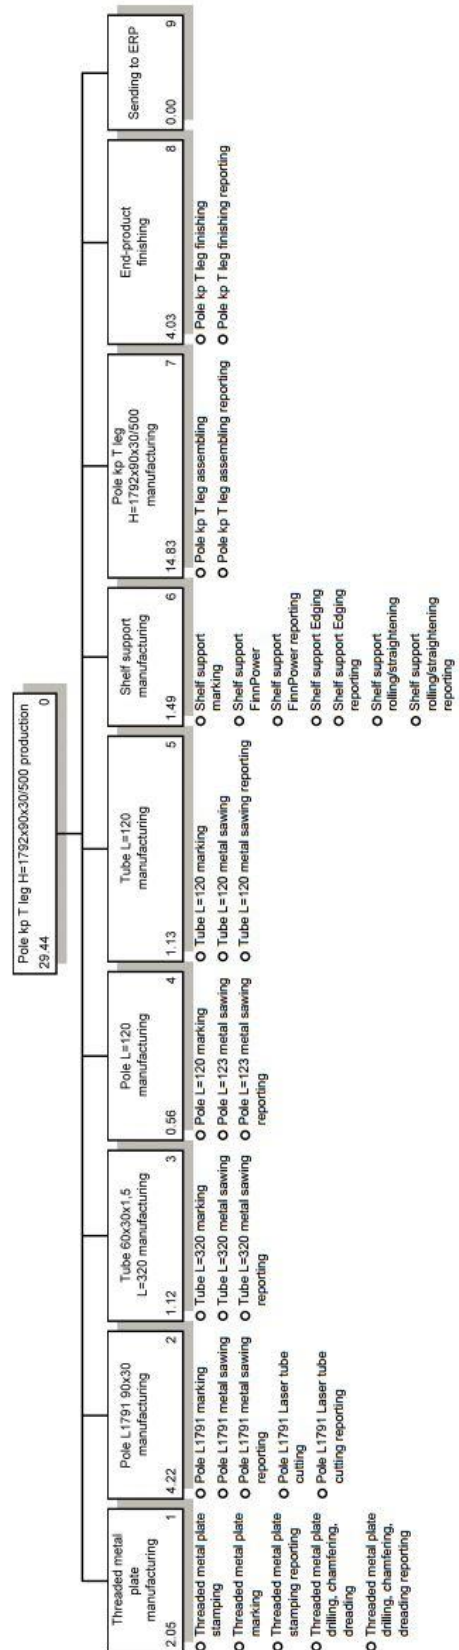 Pole kp T leg H=1792x90x30/500 production
29.44 0
Threaded metal
plate
manufacturing
2.05 1
Threaded metal plate
stamping
Threaded metal plate
marking
Threaded metal plate
stamping reporting
Threaded metal plate
drilling, chamfering,
dreading
Threaded metal plate
drilling, chamfering,
dreading reporting
Pole L1791 90x30
manufacturing
4.22 2
Pole L1791 marking
Pole L1791 metal sawing
Pole L1791 metal sawing
reporting
Pole L1791 Laser tube
cutting
Pole L1791 Laser tube
cutting reporting
Tube 60x30x1,5
L=320 manufacturing
1.12 3
Tube L=320 marking
Tube L=320 metal sawing
Tube L=320 metal sawing
reporting
Pole L=120
manufacturing
0.56 4
Pole L=120 marking
Pole L=123 metal sawing
Pole L=123 metal sawing
reporting
Tube L=120
manufacturing
1.13 5
Tube L=120 marking
Tube L=120 metal sawing
Tube L=120 metal sawing reporting
Shelf support
manufacturing
1.49 6
Shelf support
marking
Shelf support
FinnPower
Shelf support
FinnPower reporting
Shelf support Edging
Shelf support Edging
reporting
Shelf support
rolling/straightening
Shelf support
rolling/straightening
reporting
Pole kp T leg
H=1792x90x30/500
manufacturing
14.83 7
Pole kp T leg assembling
Pole kp T leg assembling reporting
End-product
finishing
4.03 8
Pole kp T leg finishing
Pole kp T leg finishing reporting
Sending to ERP
0.00 9